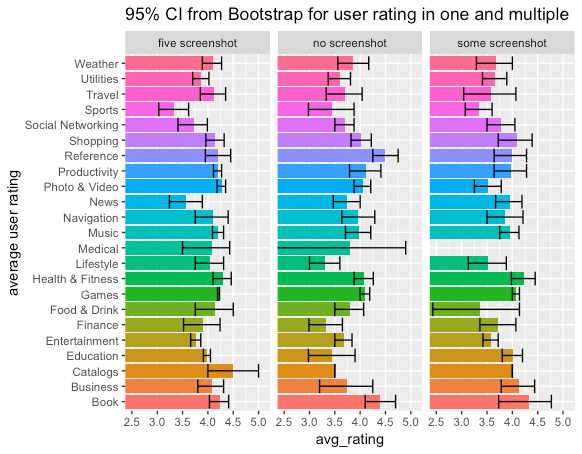 95% CI from Bootstrap for user rating in one and multiple
five screenshot no screenshot some screenshot
Weather
Utilities
Travel
Sports
Social Networking
Shopping
Reference
Productivity
Photo & Video
News
Navigation
Music
Medical
Lifestyle
Health & Fitness
Games
Food & Drink
Finance
Entertainment
Education
Catalogs
Business
Book
average user rating
2.5 3.0 3.5 4.0 4.5 5.0 2.5 3.0 3.5 4.0 4.5 5.0 2.5 3.0 3.5 4.0 4.5 5.0
avg_rating